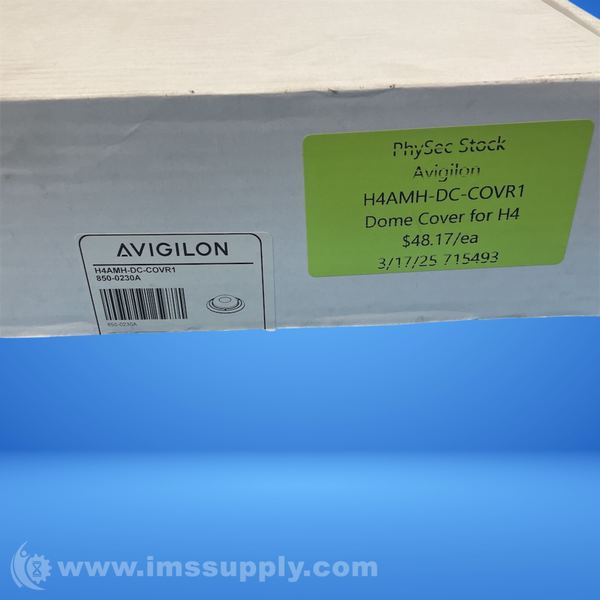 PhySec Stock
Avigilon
H4AMH-DC-COVR1
Dome Cover for H4
$48.17/ea
3/17/25 715493
AVIGILON
H4AMH-DC-COVR1
850-0230A
850-0230A
www.imssupply.com